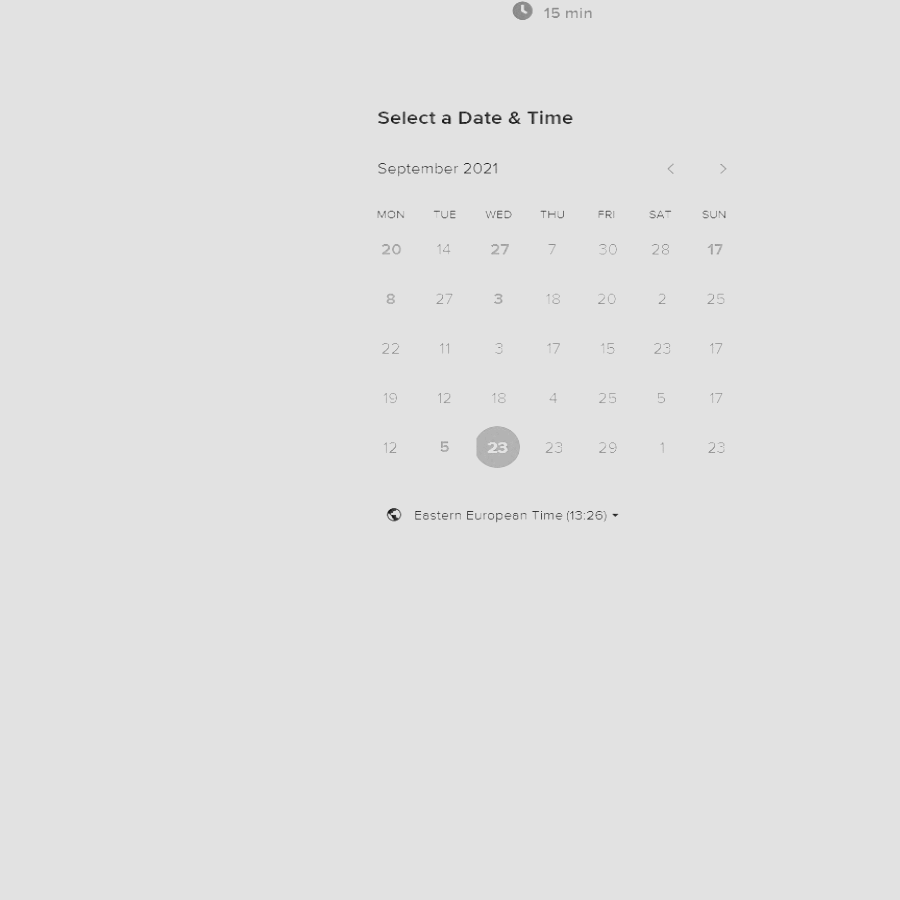 15 min
Select a Date & Time
September 2021
MON TUE WED THU FRI SAT SUN
20 14 27 7 30 28 17
8 27 3 18 20 2 25
22 11 3 17 15 23 17
19 12 18 4 25 5 17
12 5 23 23 29 1 23
Eastern European Time (13:26)